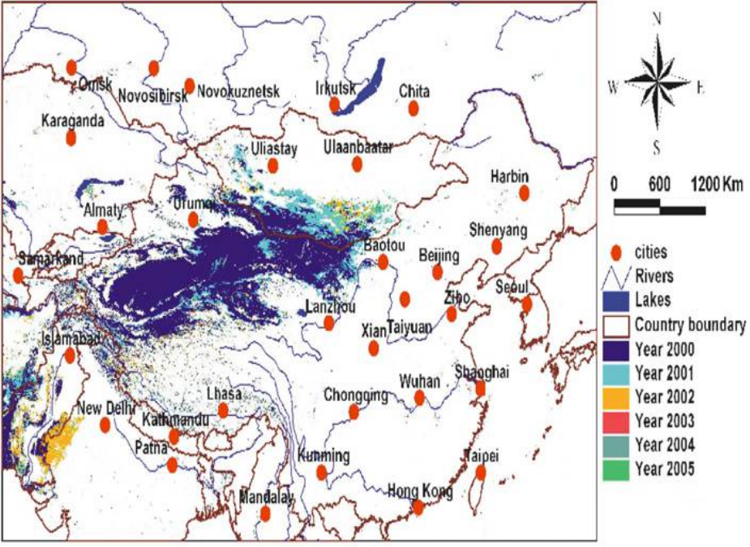 N
W E
S
0 600 1200 Km
cities
Rivers
Lakes
Country boundary
Year 2000
Year 2001
Year 2002
Year 2003
Year 2004
Year 2005
Omsk
Novosibirsk
Novokuznetsk
Irkutsk
Chita
Karaganda
Uliastay
Ulaanbaatar
Harbin
Almaty
Urumqi
Shenyang
Baotou
Beijing
Samarkand
Seoul
Zibo
Lanzhou
Taiyuan
Xian
Islamabad
Shanghai
Wuhan
Lhasa
Chongqing
New Delhi
Kathmandu
Patna
Kunming
Taipei
Mandalay
Hong Kong